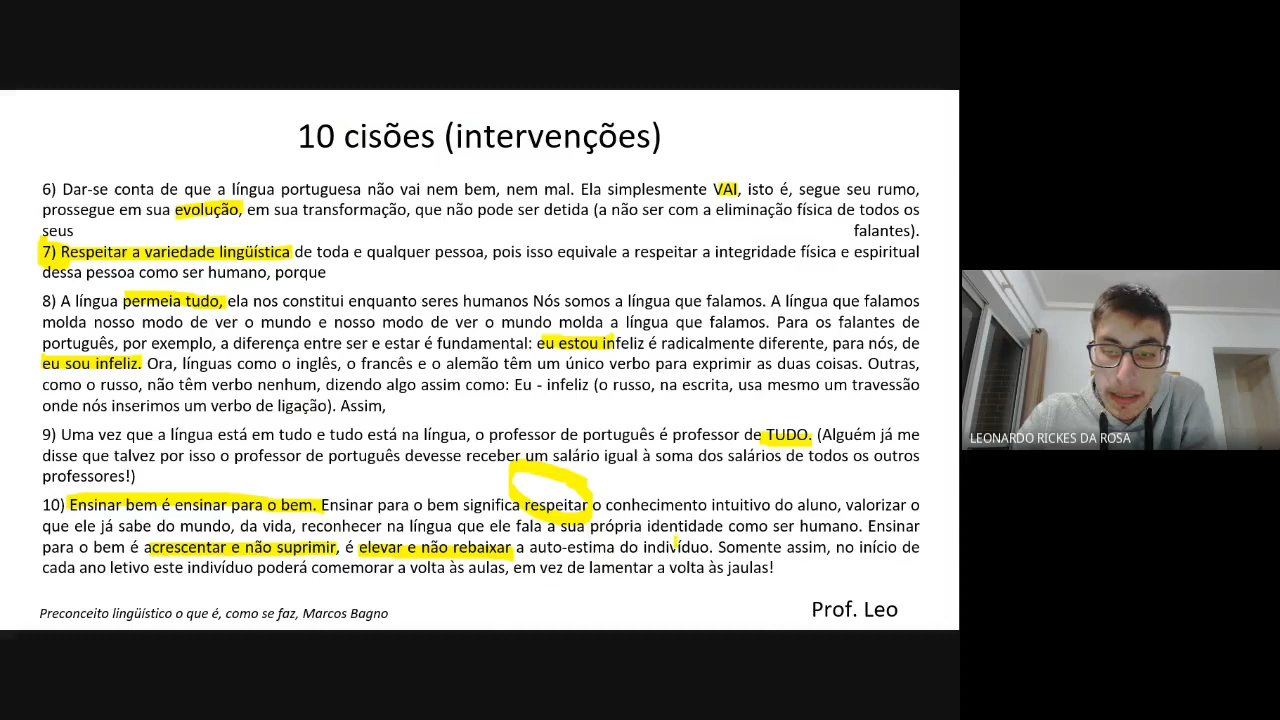 10 cisões (intervenções)
6) Dar-se conta de que a língua portuguesa não vai nem bem, nem mal. Ela simplesmente VAI, isto é, segue seu rumo,
prossegue em sua evolução, em sua transformação, que não pode ser detida (a não ser com a eliminação física de todos os
seus falantes).
7) Respeitar a variedade lingüística de toda e qualquer pessoa, pois isso equivale a respeitar a integridade física e espiritual
dessa pessoa como ser humano, porque
8) A língua permeia tudo, ela nos constitui enquanto seres humanos Nós somos a língua que falamos. A língua que falamos
molda nosso modo de ver o mundo e nosso modo de ver o mundo molda a língua que falamos. Para os falantes de
português, por exemplo, a diferença entre ser e estar é fundamental: eu estou infeliz é radicalmente diferente, para nós, de
eu sou infeliz. Ora, línguas como o inglês, o francês e o alemão têm um único verbo para exprimir as duas coisas. Outras,
como o russo, não têm verbo nenhum, dizendo algo assim como: Eu - infeliz (o russo, na escrita, usa mesmo um travessão
onde nós inserimos um verbo de ligação). Assim,
9) Uma vez que a língua está em tudo e tudo está na língua, o professor de português é professor de TUDO. (Alguém já me
disse que talvez por isso o professor de português devesse receber um salário igual à soma dos salários de todos os outros
professores!)
10) Ensinar bem é ensinar para o bem. Ensinar para o bem significa respeitar o conhecimento intuitivo do aluno, valorizar o
que ele já sabe do mundo, da vida, reconhecer na língua que ele fala a sua própria identidade como ser humano. Ensinar
para o bem é acrescentar e não suprimir, é elevar e não rebaixar a auto-estima do indivíduo. Somente assim, no início de
cada ano letivo este indivíduo poderá comemorar a volta às aulas, em vez de lamentar a volta às jaulas!
Preconceito lingüístico o que é, como se faz, Marcos Bagno
Prof. Leo
LEONARDO RICKES DA ROSA